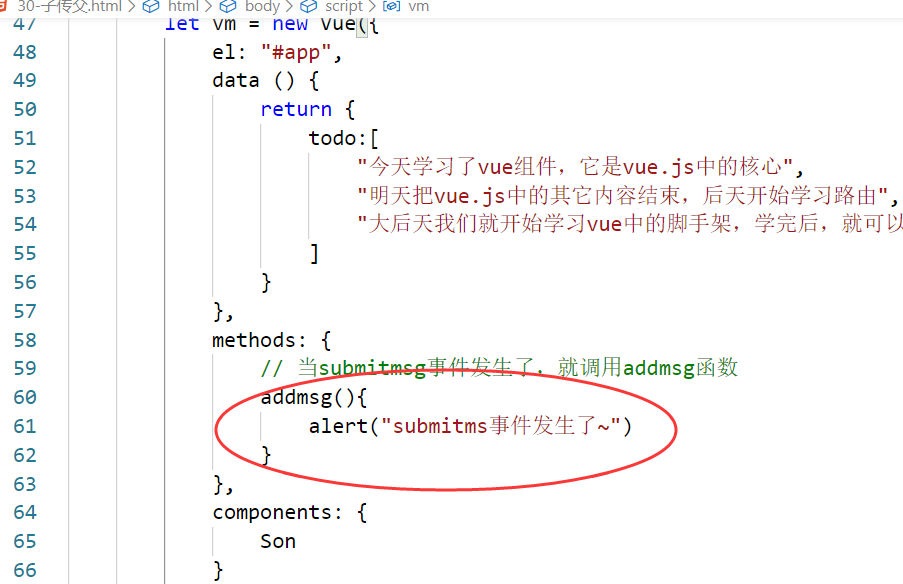 30-子传父.html > html > body > script > vm
47 let vm = new Vue({
48 el: "#app",
49 data () {
50 return {
51 todo:[
52 "今天学习了vue组件，它是vue.js中的核心",
53 "明天把vue.js中的其它内容结束，后天开始学习路由",
54 "大后天我们就开始学习vue中的脚手架，学完后，就可以
55 ]
56 }
57 },
58 methods: {
59 // 当submitmsg事件发生了，就调用addmsg函数
60 addmsg(){
61 alert("submitms事件发生了~")
62 }
63 },
64 components: {
65 Son
66 }